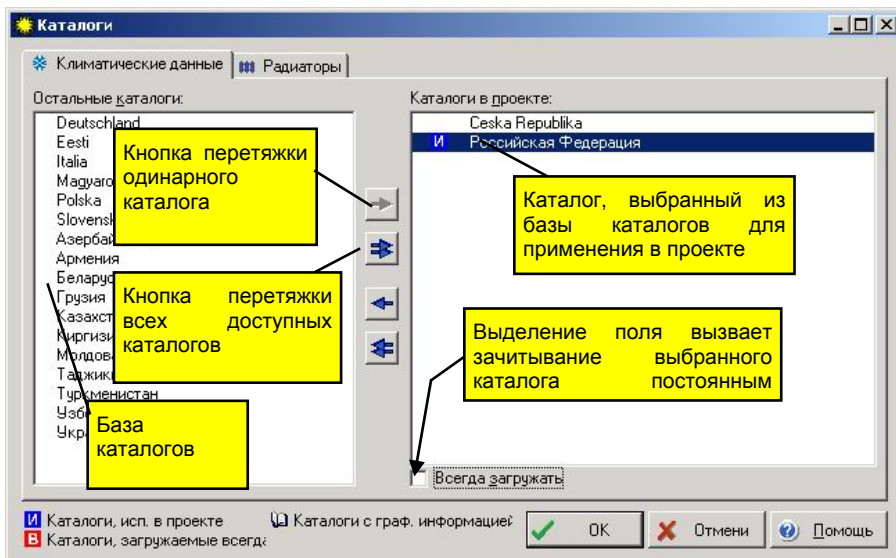 Каталоги
Климатические данные
Радиаторы
Остальные каталоги:
Deutschland
Eesti
Italia
Polska
Армения
Грузия
Туркменистан
Кнопка перетяжки
одинарного
каталога
Кнопка перетяжки
всех доступных
каталогов
База
каталогов
Каталоги в проекте:
Ceska Republika
И Российская Федерация
Каталог, выбранный из
базы каталогов для
применения в проекте
Выделение поля вызвает
зачитывание выбранного
каталога постоянным
Всегда загружать
И Каталоги, исп. в проекте
Каталоги с граф. информацией
В Каталоги, загружаемые
OK
Отмени
Помощь